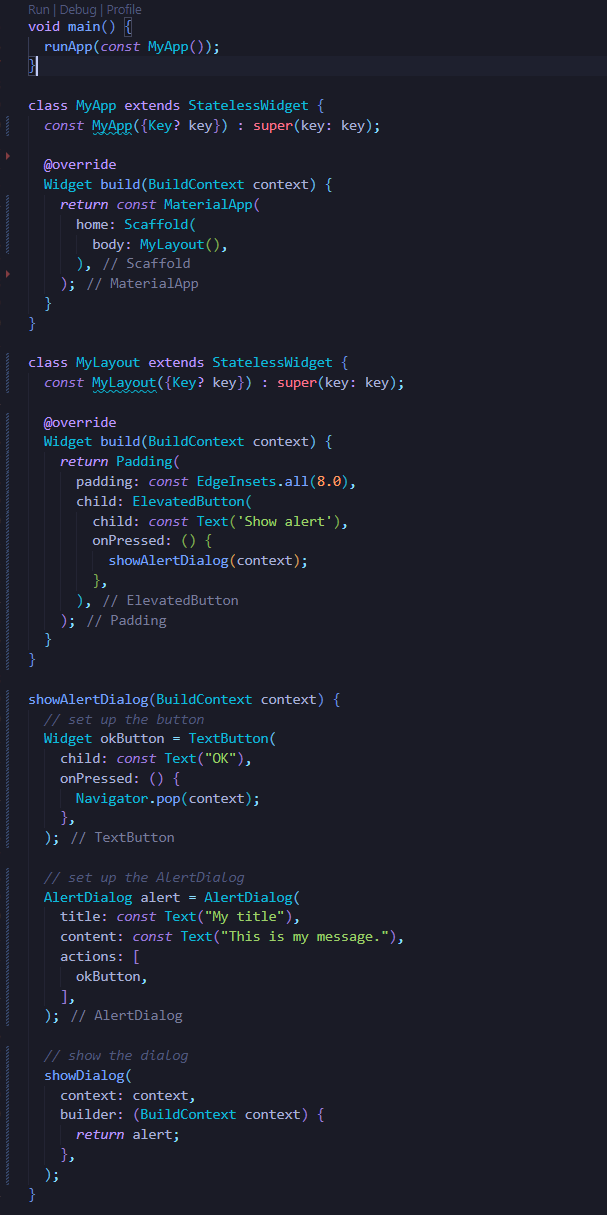 Run | Debug | Profile
void main() {
  runApp(const MyApp());
}
class MyApp extends StatelessWidget {
  const MyApp({Key? key}) : super(key: key);
  @override
  Widget build(BuildContext context) {
    return const MaterialApp(
      home: Scaffold(
        body: MyLayout(),
      ), // Scaffold
    ); // MaterialApp
  }
}
class MyLayout extends StatelessWidget {
  const MyLayout({Key? key}) : super(key: key);
  @override
  Widget build(BuildContext context) {
    return Padding(
      padding: const EdgeInsets.all(8.0),
      child: ElevatedButton(
        child: const Text('Show alert'),
        onPressed: () {
          showAlertDialog(context);
        },
      ), // ElevatedButton
    ); // Padding
  }
}
showAlertDialog(BuildContext context) {
  // set up the button
  Widget okButton = TextButton(
    child: const Text("OK"),
    onPressed: () {
      Navigator.pop(context);
    },
  ); // TextButton
  // set up the AlertDialog
  AlertDialog alert = AlertDialog(
    title: const Text("My title"),
    content: const Text("This is my message."),
    actions: [
      okButton,
    ],
  ); // AlertDialog
  // show the dialog
  showDialog(
    context: context,
    builder: (BuildContext context) {
      return alert;
    },
  );
}